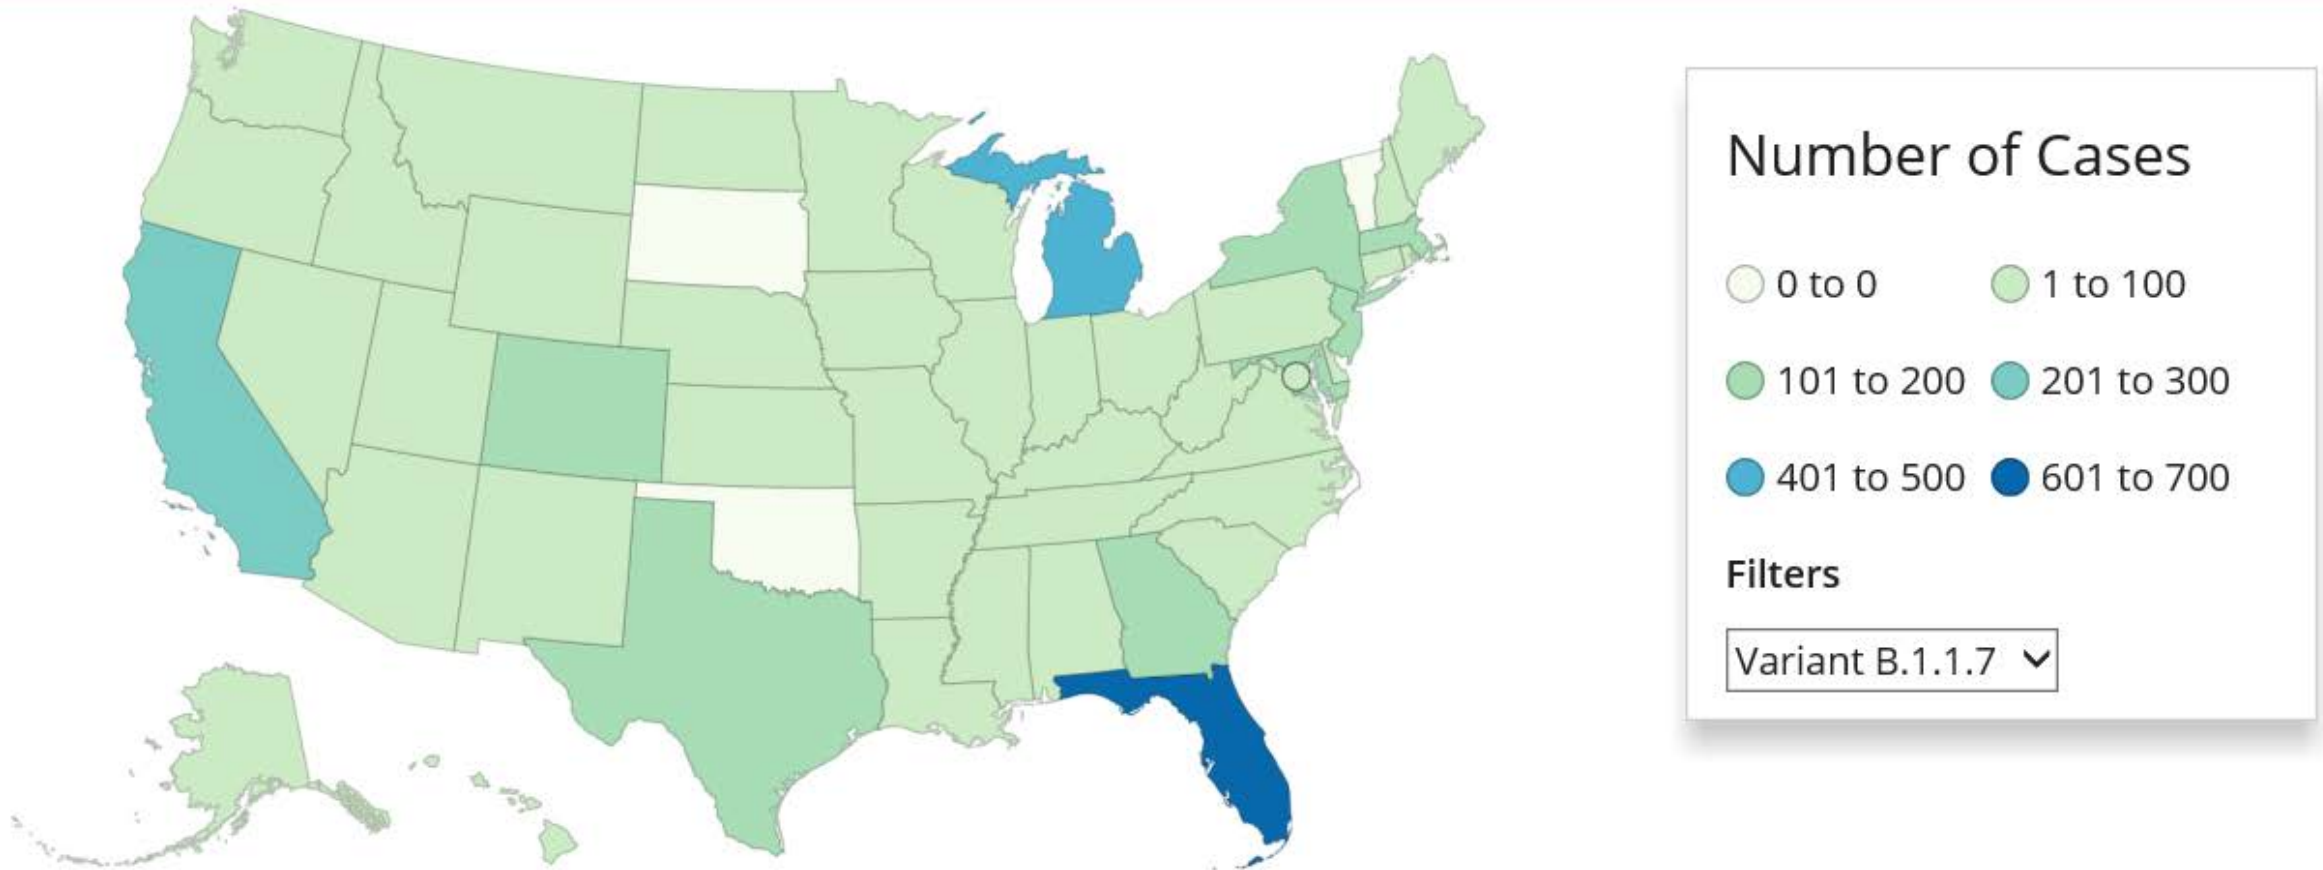 Number of Cases
0 to 0 1 to 100
101 to 200 201 to 300
401 to 500 601 to 700
Filters
Variant B.1.1.7